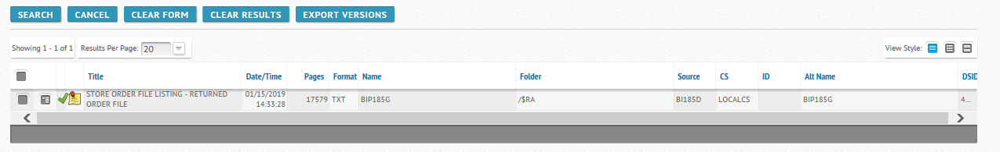 SEARCH CANCEL CLEAR FORM CLEAR RESULTS EXPORT VERSIONS
Showing 1 - 1 of 1 Results Per Page: 20 View Style:
Title Date/Time Pages Format Name Folder Source CS ID Alt Name DSID
STORE ORDER FILE LISTING - RETURNED 01/15/2019 17579 TXT BIP185G /$RA BI185D LOCALCS BIP185G 4...
ORDER FILE 14:33:28